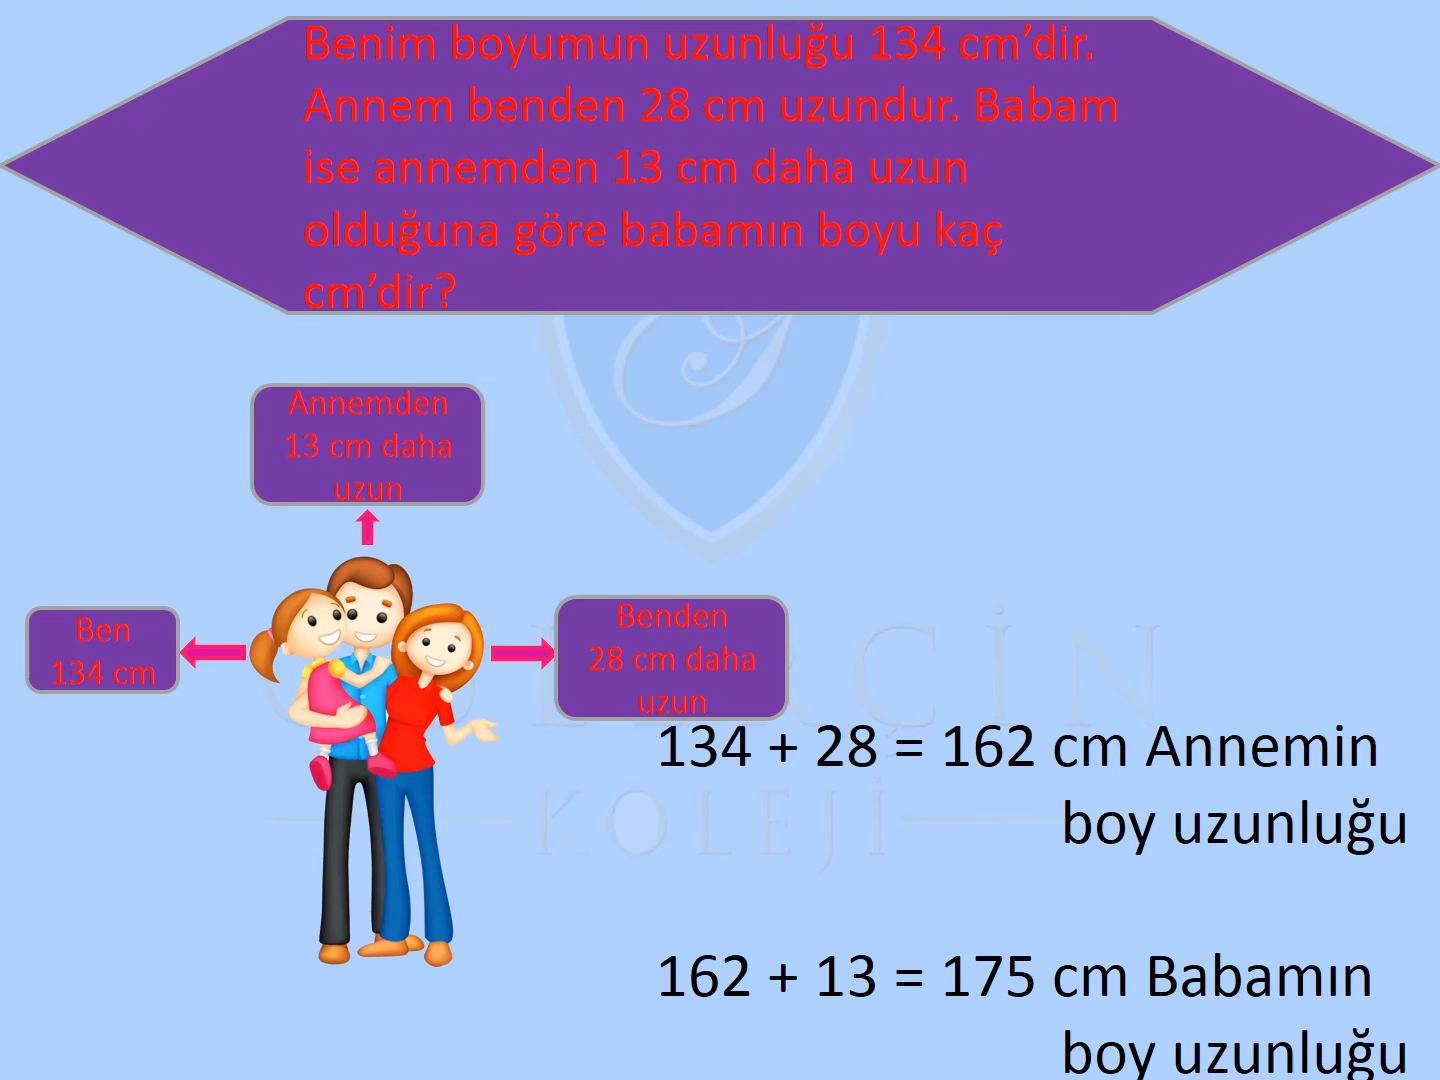 Benim boyumun uzunluğu 134 cm’dir.
Annem benden 28 cm uzundur. Babam
ise annemden 13 cm daha uzun
olduğuna göre babamın boyu kaç
cm’dir?
Annemden
13 cm daha
uzun
Ben
134 cm
Benden
28 cm daha
uzun
134 + 28 = 162 cm Annemin
boy uzunluğu
KOLEJİ
162 + 13 = 175 cm Babamın
boy uzunluğu